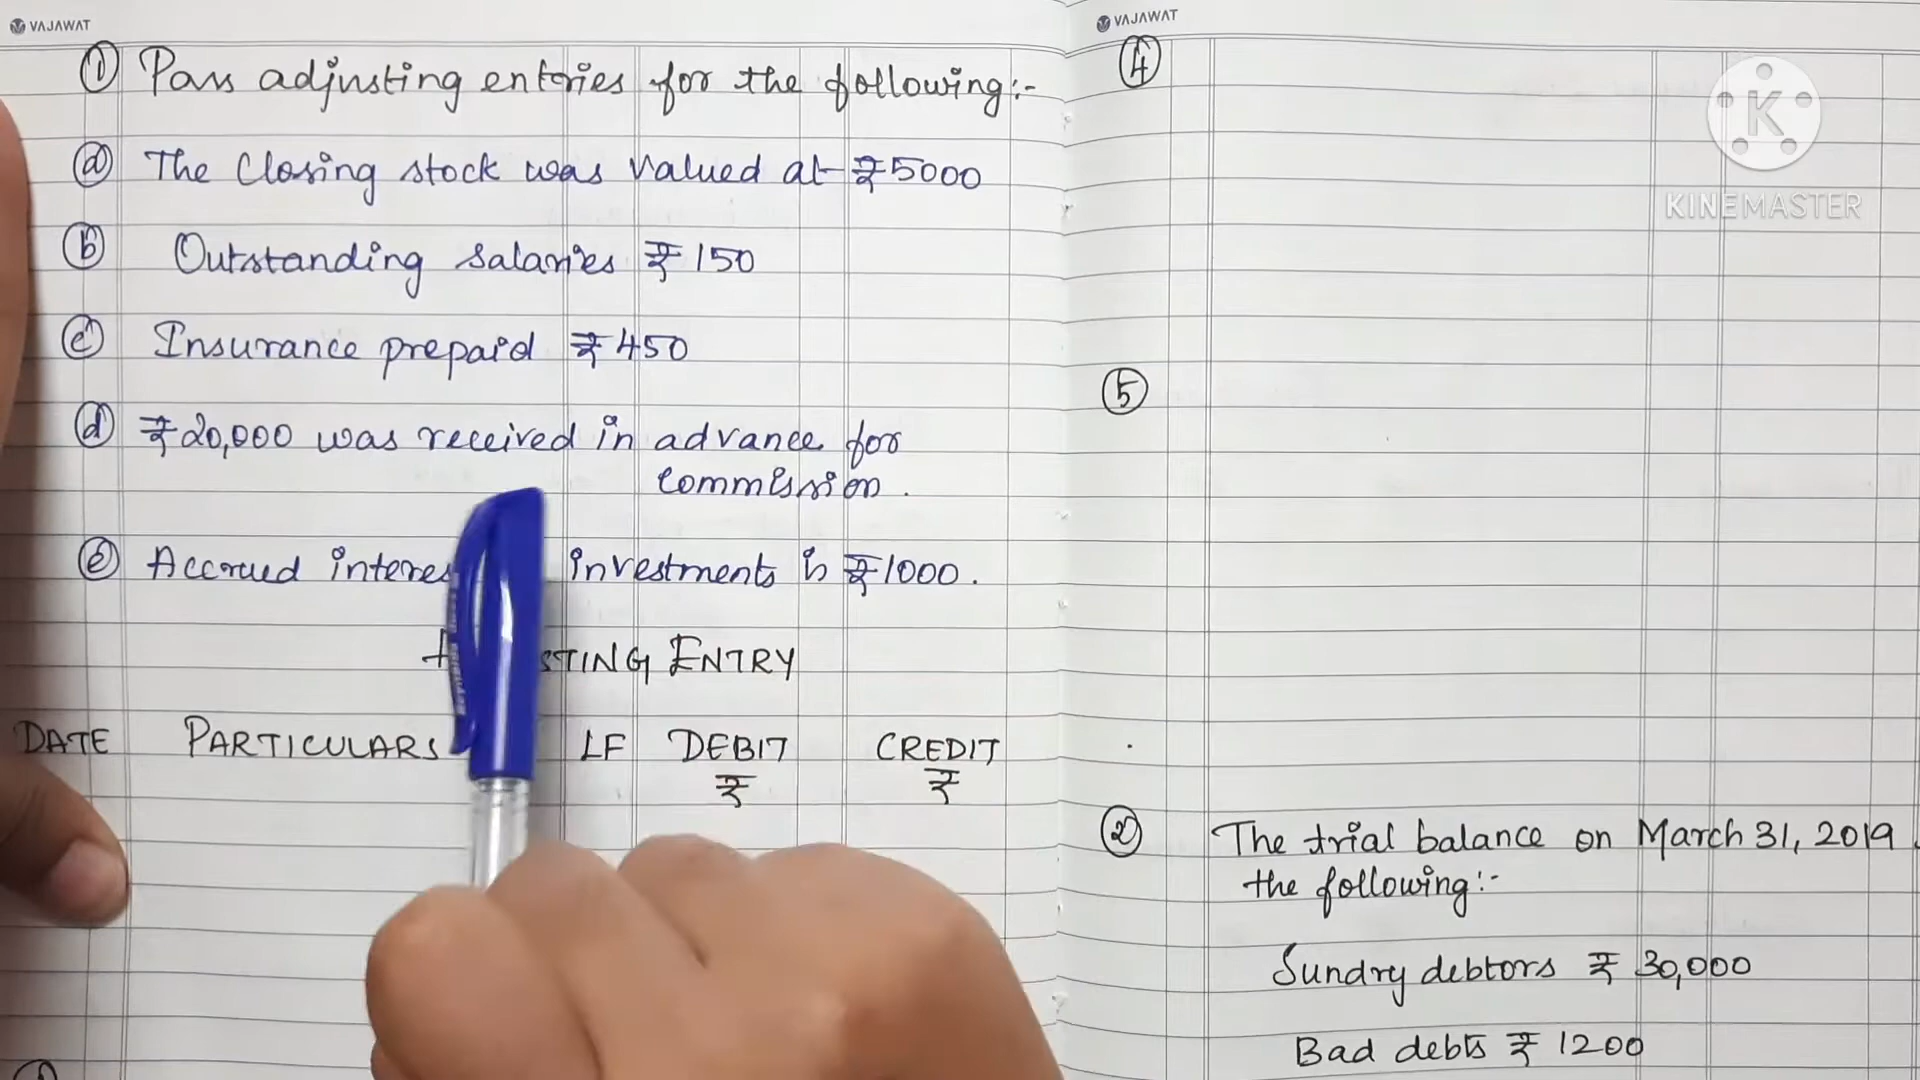 VAJAWAT
① Pass adjusting entries for the following:-
ⓐ The Closing stock was valued at ₹5000
ⓑ Outstanding salaries ₹150
ⓒ Insurance prepaid ₹450
ⓓ ₹20,000 was received in advance for
commission.
ⓔ Accrued investments is ₹1000.
ENTRY
DATE PARTICULARS LF DEBIT CREDIT
₹ ₹
VAJAWAT
④
⑤
② The trial balance on March 31, 2019
the following:-
Sundry debtors ₹ 30,000
Bad debts ₹ 1200
K
KINEMASTER